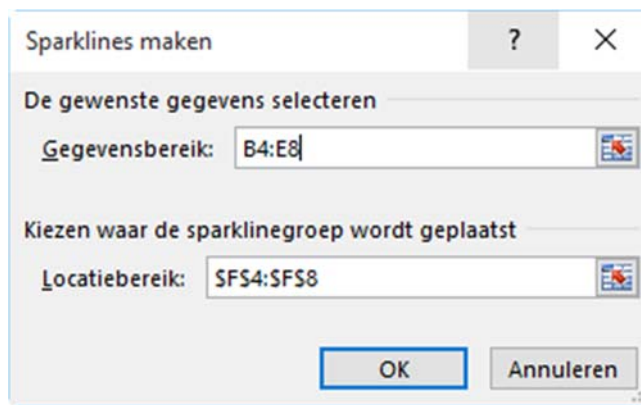 Sparklines maken ? ×
De gewenste gegevens selecteren
Gegevensbereik: B4:E8
Kiezen waar de sparklinegroep wordt geplaatst
Locatiebereik: $F$4:$F$8
OK Annuleren